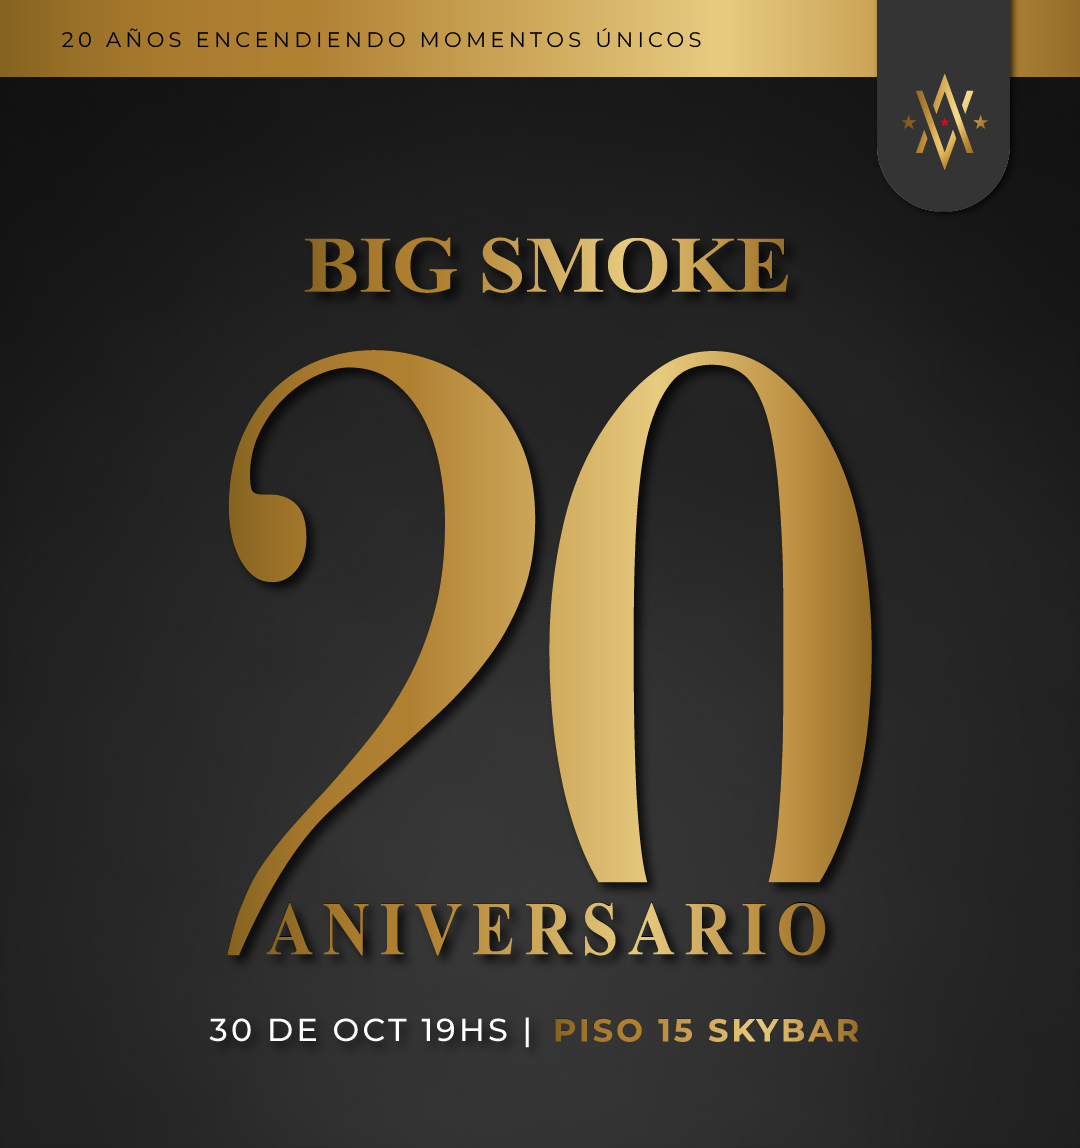 20 AÑOS ENCENDIENDO MOMENTOS ÚNICOS
BIG SMOKE
20
ANIVERSARIO
30 DE OCT 19HS | PISO 15 SKYBAR